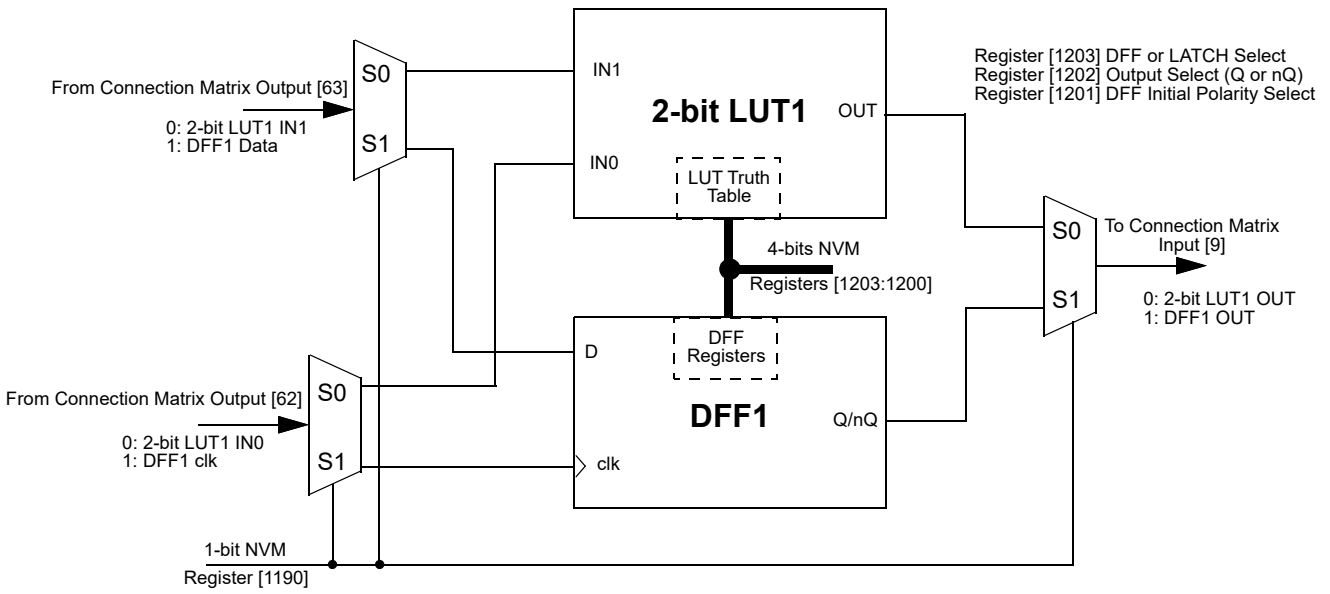 Register [1203] DFF or LATCH Select
Register [1202] Output Select (Q or nQ)
Register [1201] DFF Initial Polarity Select
From Connection Matrix Output [63]
0: 2-bit LUT1 IN1
1: DFF1 Data
S0
S1
IN1
2-bit LUT1
OUT
IN0
LUT Truth
Table
4-bits NVM
Registers [1203:1200]
S0
S1
To Connection Matrix
Input [9]
0: 2-bit LUT1 OUT
1: DFF1 OUT
D
DFF
Registers
DFF1
Q/nQ
clk
From Connection Matrix Output [62]
0: 2-bit LUT1 IN0
1: DFF1 clk
S0
S1
1-bit NVM
Register [1190]